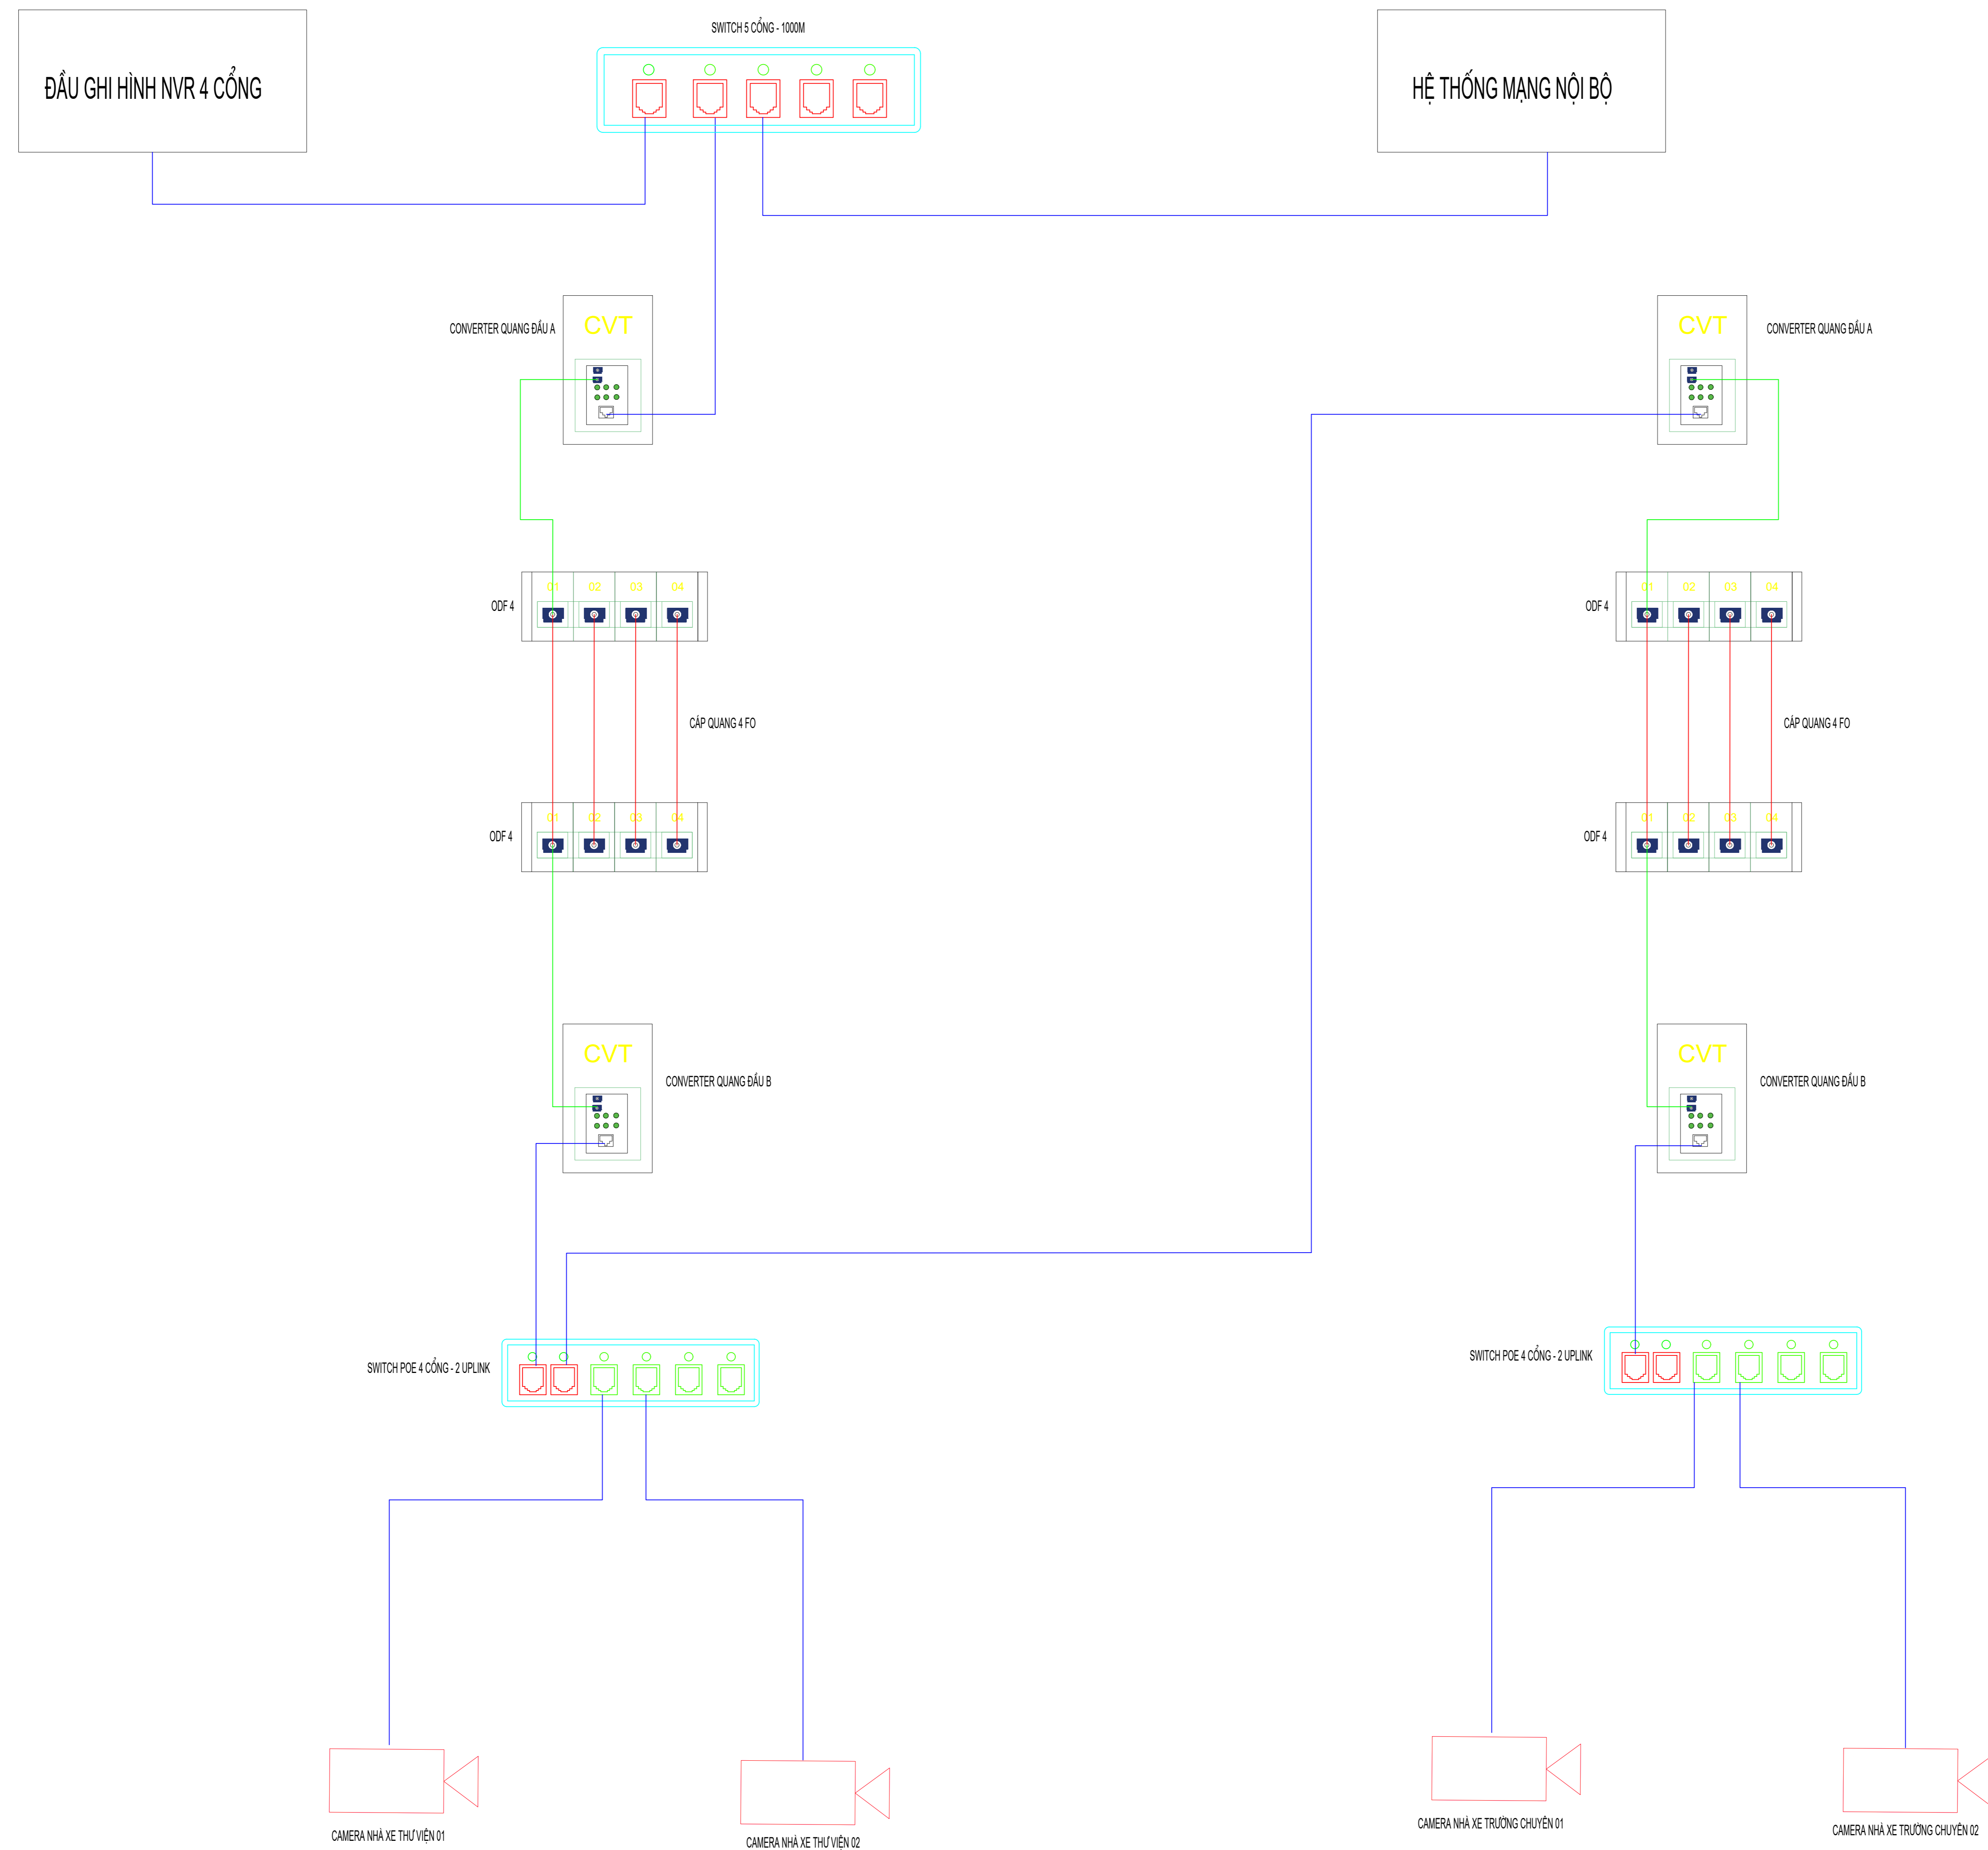 SWITCH 5 CỔNG - 1000M
ĐẦU GHI HÌNH NVR 4 CỔNG
HỆ THỐNG MẠNG NỘI BỘ
CONVERTER QUANG ĐẦU A
CVT
CVT
CONVERTER QUANG ĐẦU A
ODF 4
01 02 03 04
ODF 4
01 02 03 04
CÁP QUANG 4 FO
CÁP QUANG 4 FO
ODF 4
01 02 03 04
ODF 4
01 02 03 04
CVT
CONVERTER QUANG ĐẦU B
CVT
CONVERTER QUANG ĐẦU B
SWITCH POE 4 CỔNG - 2 UPLINK
SWITCH POE 4 CỔNG - 2 UPLINK
CAMERA NHÀ XE THƯ VIỆN 01
CAMERA NHÀ XE THƯ VIỆN 02
CAMERA NHÀ XE TRƯỜNG CHUYÊN 01
CAMERA NHÀ XE TRƯỜNG CHUYÊN 02